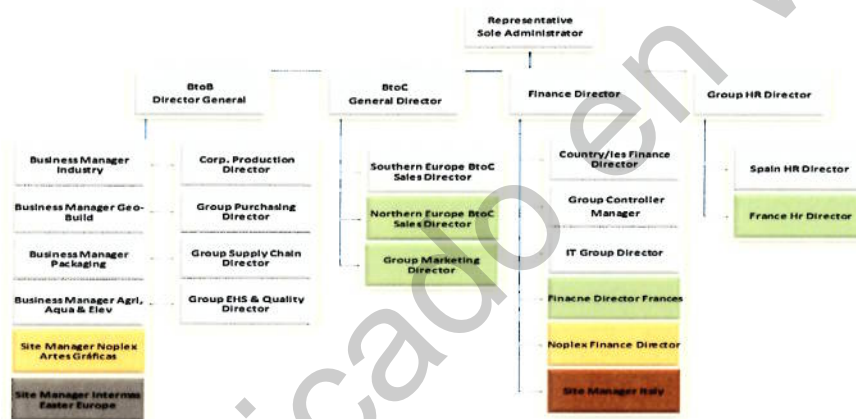 Representative
Sole Administrator
BtoB
Director General
BtoC
General Director
Finance Director
Group HR Director
Business Manager
Industry
Business Manager Geo-
Build
Business Manager
Packaging
Business Manager Agri,
Aqua & Elev
Site Manager Noplex
Artes Gráficas
Site Manager Intermas
Easter Europe
Corp. Production
Director
Group Purchasing
Director
Group Supply Chain
Director
Group EHS & Quality
Director
Southern Europe BtoC
Sales Director
Northern Europe BtoC
Sales Director
Group Marketing
Director
Country/ies Finance
Director
Group Controller
Manager
IT Group Director
Finacne Director Frances
Noplex Finance Director
Site Manager Italy
Spain HR Director
France Hr Director
icado en v